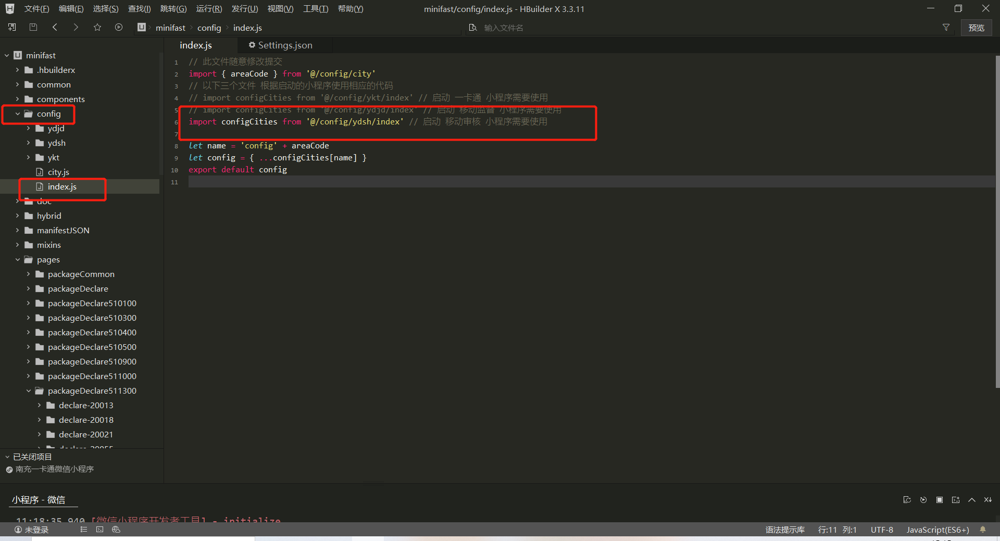 文件(F) 编辑(E) 选择(S) 查找(I) 跳转(G) 运行(R) 发行(U) 视图(V) 工具(T) 帮助(Y) minifast/config/index.js - HBuilder X 3.3.11
minifast config index.js 输入文件名 预览
minifast
.hbuilderx
common
components
config
ydjd
ydsh
ykt
city.js
index.js
doc
hybrid
manifestJSON
mixins
pages
packageCommon
packageDeclare
packageDeclare510100
packageDeclare510300
packageDeclare510400
packageDeclare510500
packageDeclare510900
packageDeclare511000
packageDeclare511300
declare-20013
declare-20018
declare-20021
已关闭项目
南充一卡通微信小程序
index.js Settings.json
1 // 此文件随意修改提交
2 import { areaCode } from '@/config/city'
3 // 以下三个文件 根据启动的小程序使用相应的代码
4 // import configCities from '@/config/ykt/index' // 启动 一卡通 小程序需要使用
5 // import configCities from '@/config/ydjd/index' // 启动 移动监督 小程序需要使用
6 import configCities from '@/config/ydsh/index' // 启动 移动审核 小程序需要使用
7
8 let name = 'config' + areaCode
9 let config = { ...configCities[name] }
10 export default config
11
小程序 - 微信
11:18:35.940 [微信小程序开发者工具] - initialize
未登录 语法提示库 行:11 列:1 UTF-8 JavaScript(ES6+)